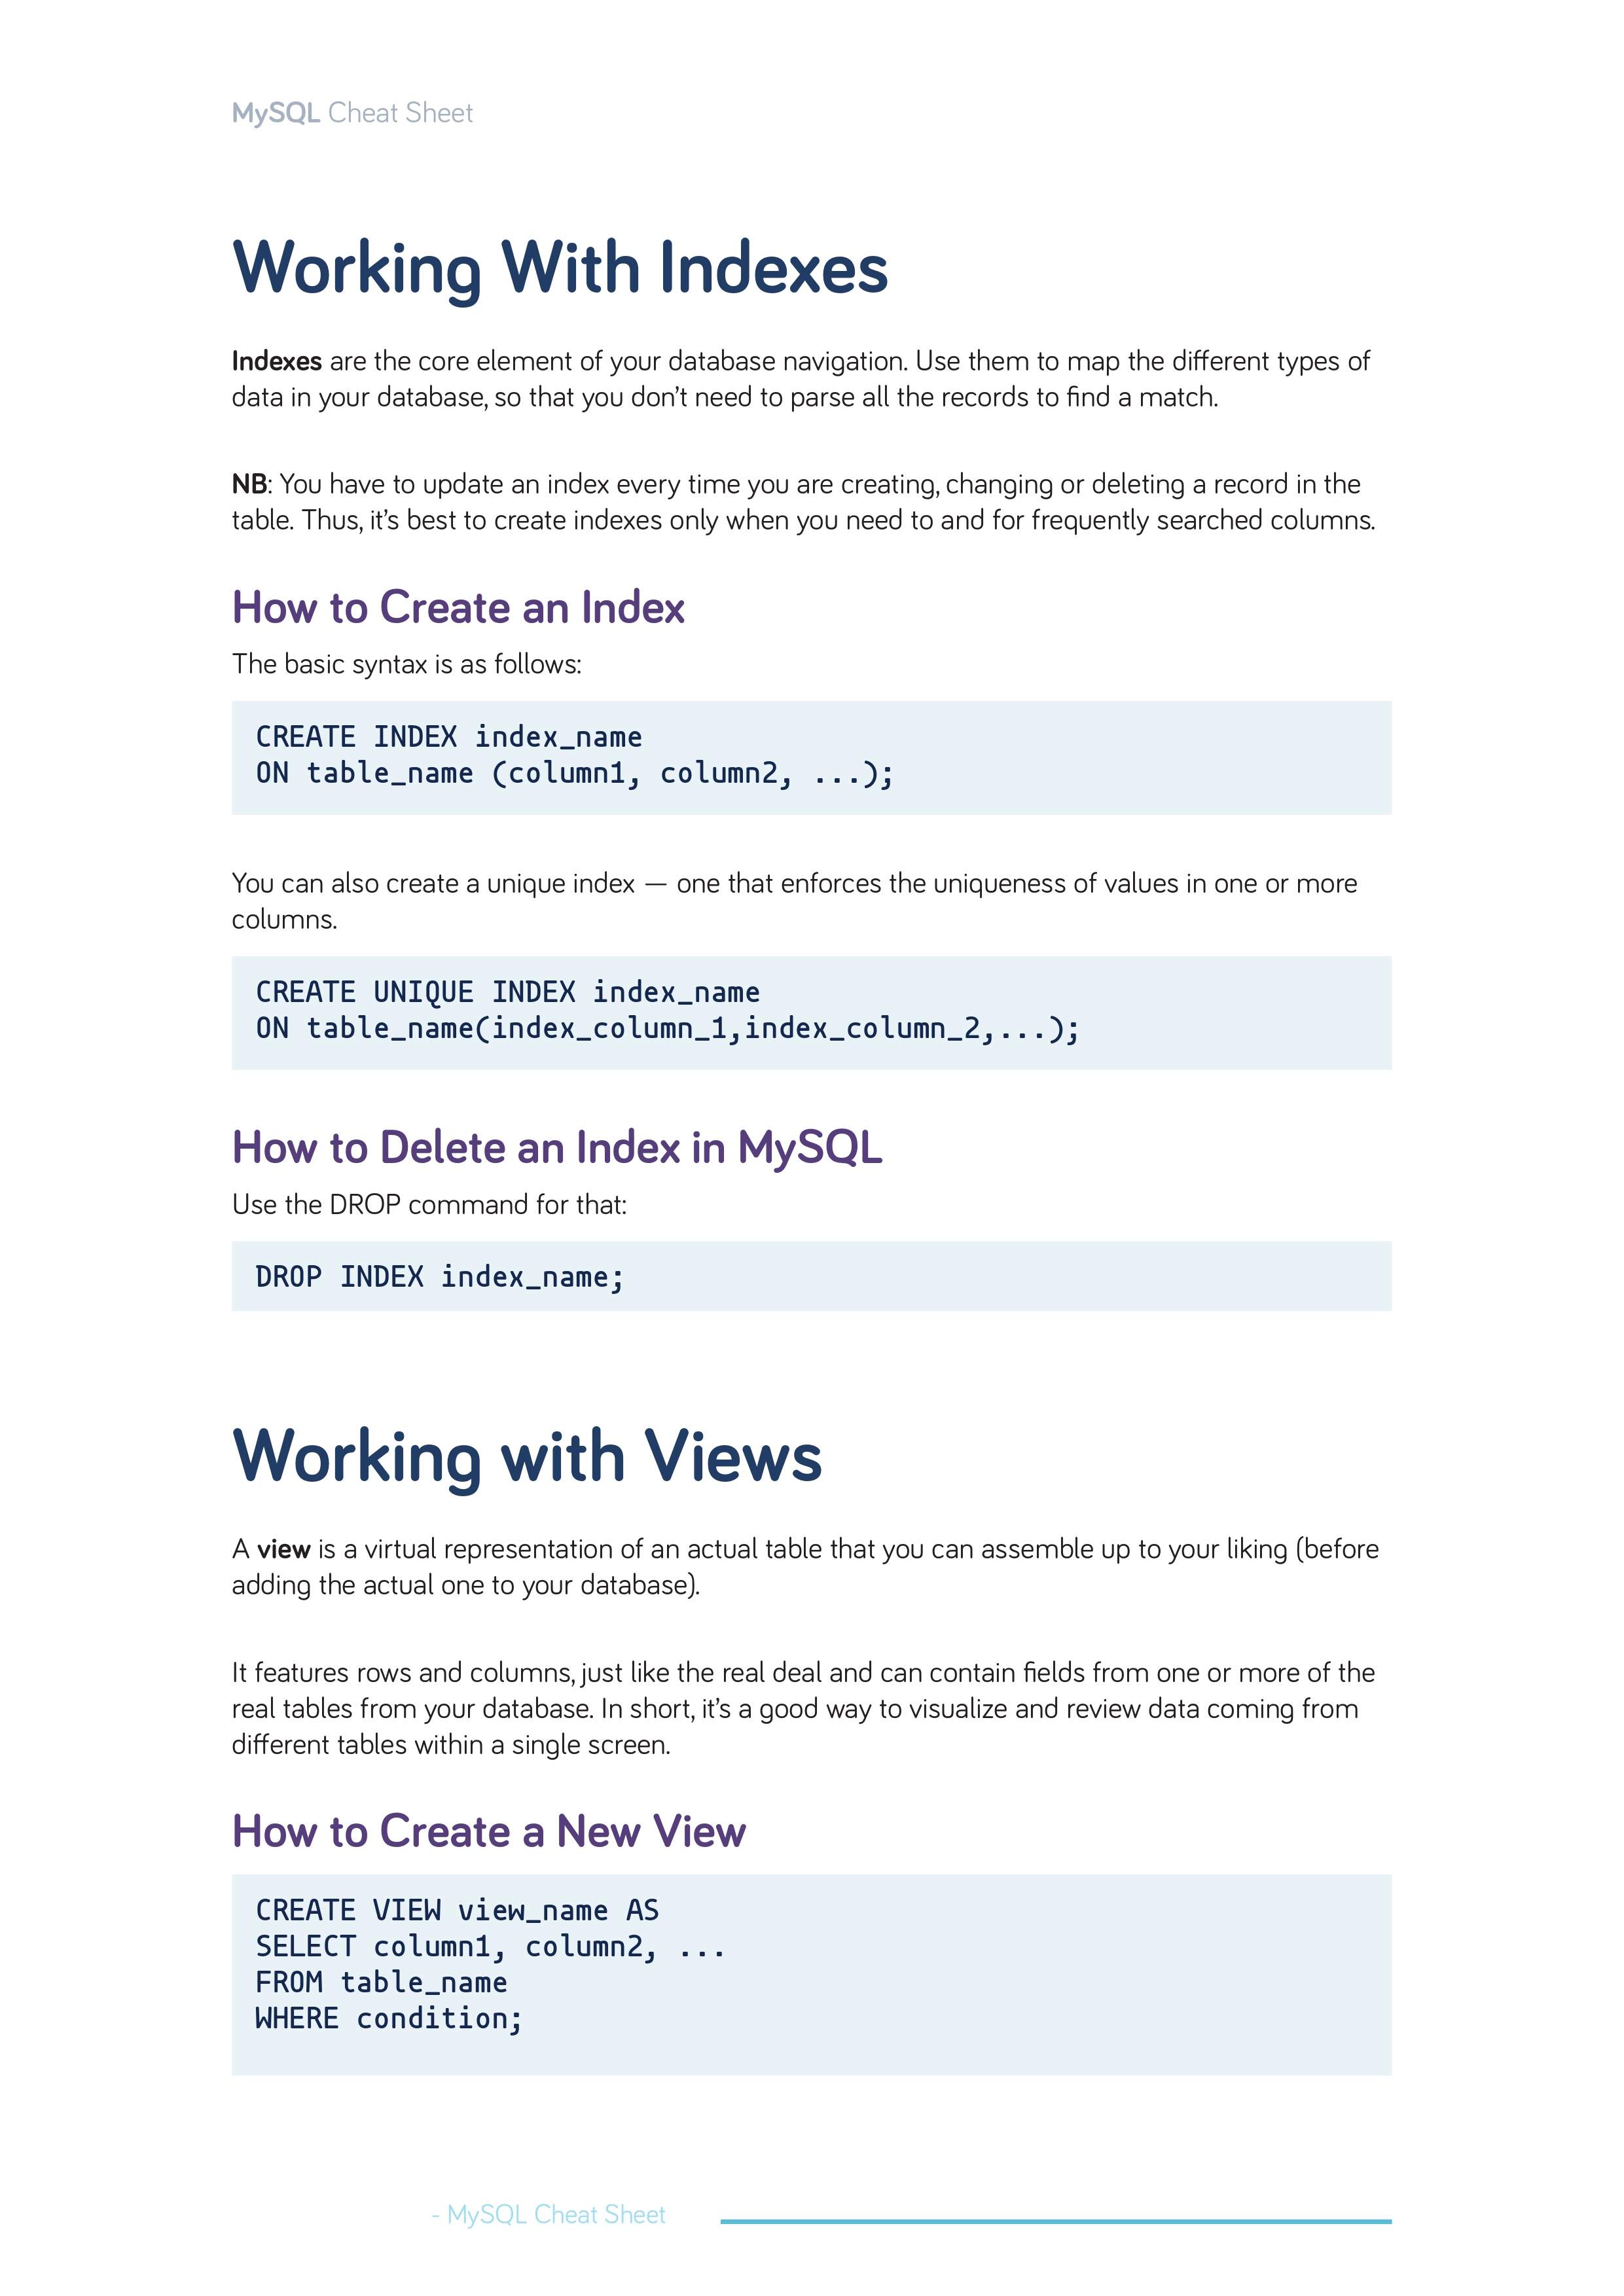 MySQL Cheat Sheet
Working With Indexes
Indexes are the core element of your database navigation. Use them to map the different types of
data in your database, so that you don’t need to parse all the records to find a match.
NB: You have to update an index every time you are creating, changing or deleting a record in the
table. Thus, it’s best to create indexes only when you need to and for frequently searched columns.
How to Create an Index
The basic syntax is as follows:
CREATE INDEX index_name
ON table_name (column1, column2, ...);
You can also create a unique index — one that enforces the uniqueness of values in one or more
columns.
CREATE UNIQUE INDEX index_name
ON table_name(index_column_1,index_column_2,...);
How to Delete an Index in MySQL
Use the DROP command for that:
DROP INDEX index_name;
Working with Views
A view is a virtual representation of an actual table that you can assemble up to your liking (before
adding the actual one to your database).
It features rows and columns, just like the real deal and can contain fields from one or more of the
real tables from your database. In short, it’s a good way to visualize and review data coming from
different tables within a single screen.
How to Create a New View
CREATE VIEW view_name AS
SELECT column1, column2, ...
FROM table_name
WHERE condition;
- MySQL Cheat Sheet